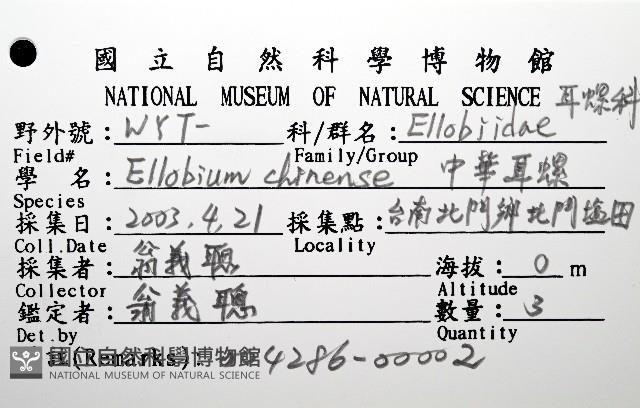 國立自然科學博物館
NATIONAL MUSEUM OF NATURAL SCIENCE 耳螺科
野外號：WYT- 科/群名：Ellobiidae
Field# Family/Group
學 名：Ellobium chinense 中華耳螺
Species
採集日：2003.4.21 採集點：台南北門鄉北門塩田
Coll.Date Locality
採集者：翁義聰 海拔：0 m
Collector Altitude
鑑定者：翁義聰 數量：3
Det.by Quantity
(Remarks): 4286-00002
國立自然科學博物館
NATIONAL MUSEUM OF NATURAL SCIENCE